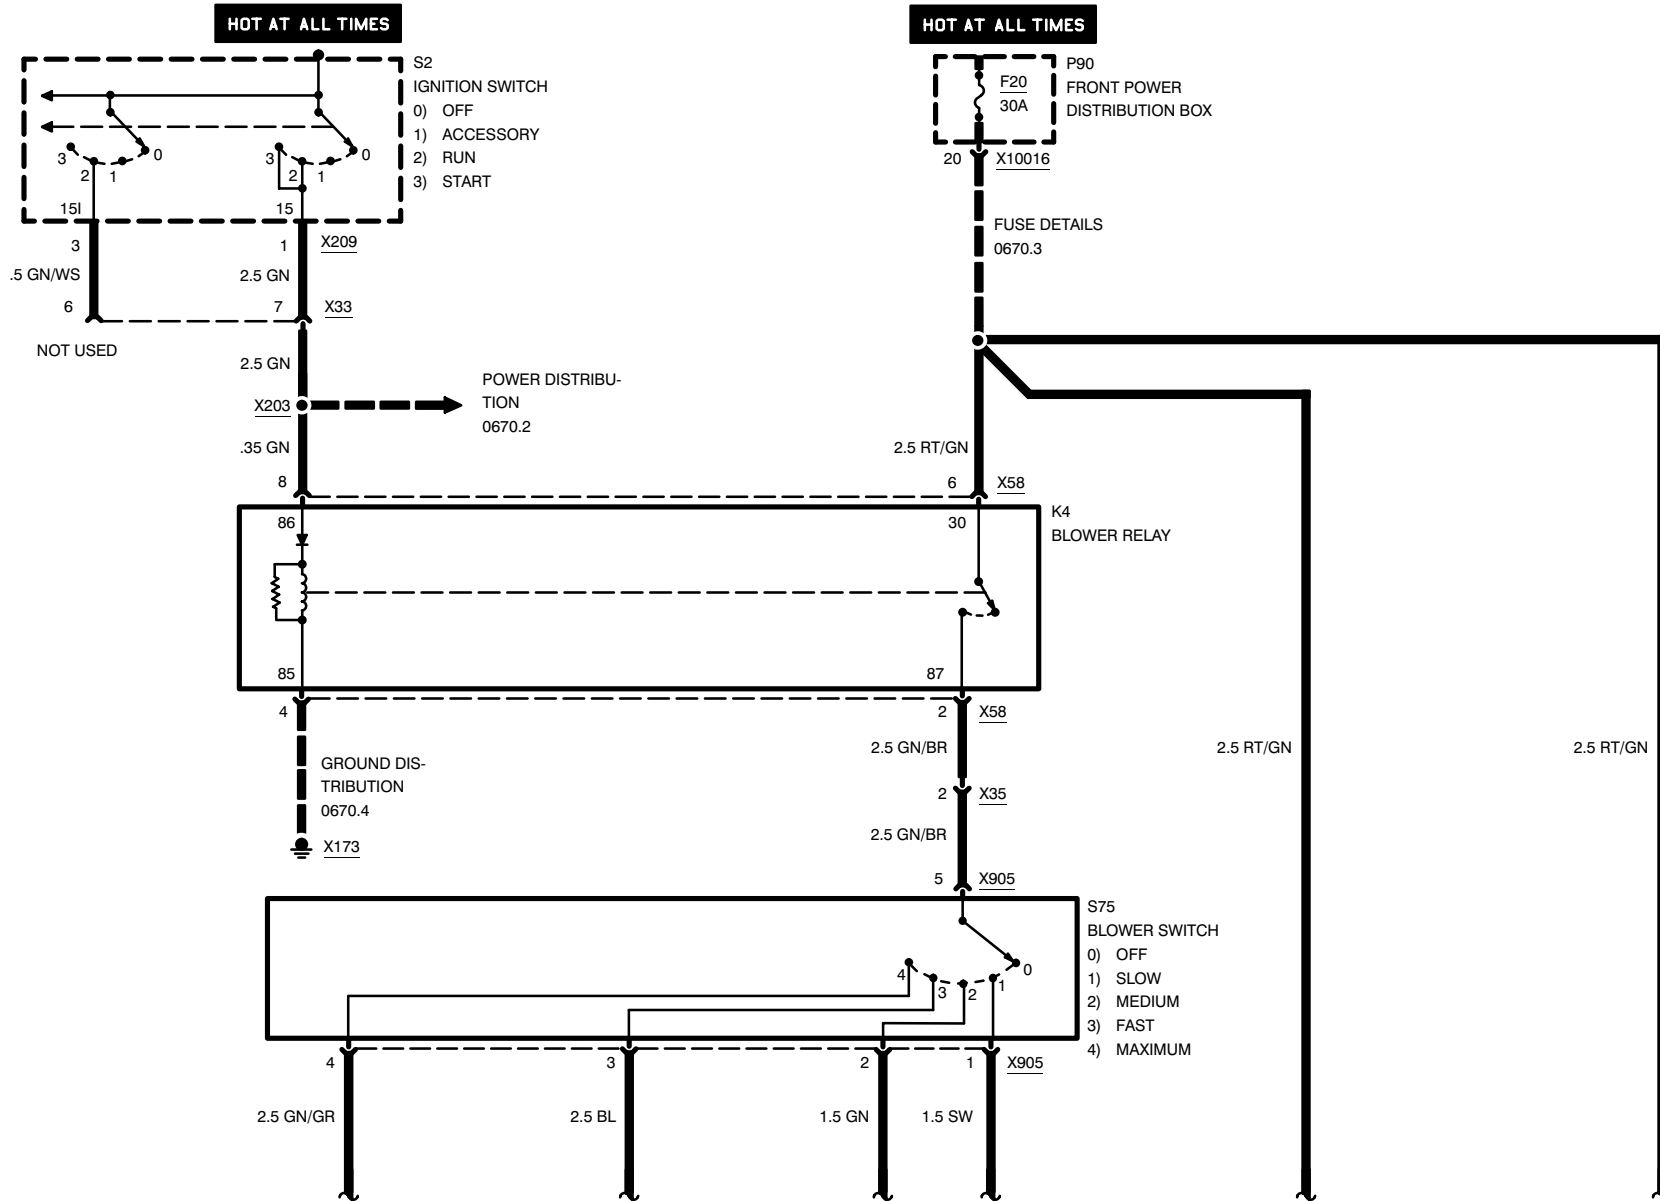 HOT AT ALL TIMES
HOT AT ALL TIMES
S2
IGNITION SWITCH
0) OFF
1) ACCESSORY
2) RUN
3) START
P90
FRONT POWER
DISTRIBUTION BOX
F20
30A
3
2
1
0
3
2
1
0
15I
15
20
X10016
3
1
X209
FUSE DETAILS
0670.3
.5 GN/WS
2.5 GN
6
7
X33
NOT USED
2.5 GN
POWER DISTRIBU-
TION
0670.2
X203
.35 GN
2.5 RT/GN
8
6
X58
86
30
K4
BLOWER RELAY
85
87
4
2
X58
GROUND DIS-
TRIBUTION
0670.4
2.5 GN/BR
2.5 RT/GN
2.5 RT/GN
2
X35
2.5 GN/BR
X173
5
X905
S75
BLOWER SWITCH
0) OFF
1) SLOW
2) MEDIUM
3) FAST
4) MAXIMUM
4
3
2
1
0
4
3
2
1
X905
2.5 GN/GR
2.5 BL
1.5 GN
1.5 SW